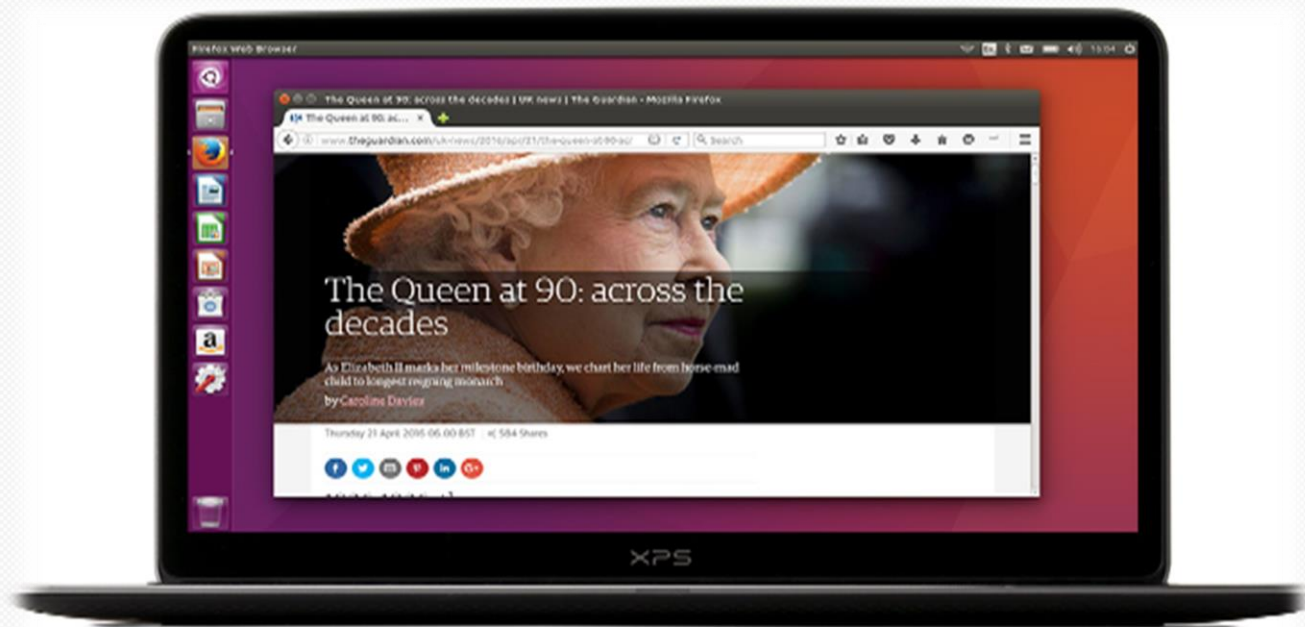 Firefox Web Browser
En
16:04
The Queen at 90: across the decades | UK news | The Guardian - Mozilla Firefox
The Queen at 90: ac...
www.theguardian.com/uk-news/2016/apr/21/the-queen-at-90-ac/
Search
The Queen at 90: across the
decades
As Elizabeth II marks her milestone birthday, we chart her life from horse-mad
child to longest reigning monarch
by Caroline Davies
Thursday 21 April 2016 06.00 BST
584 Shares
a
XPS